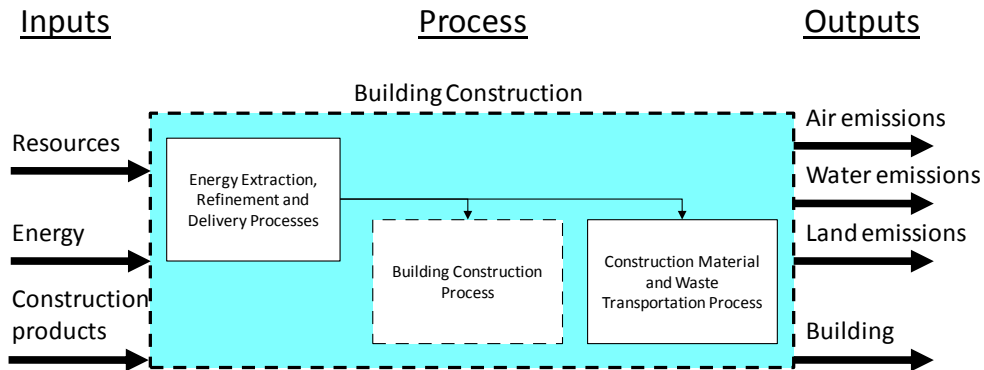 Inputs
Process
Outputs
Building Construction
Resources
Energy
Construction
products
Energy Extraction,
Refinement and
Delivery Processes
Building Construction
Process
Construction Material
and Waste
Transportation Process
Air emissions
Water emissions
Land emissions
Building